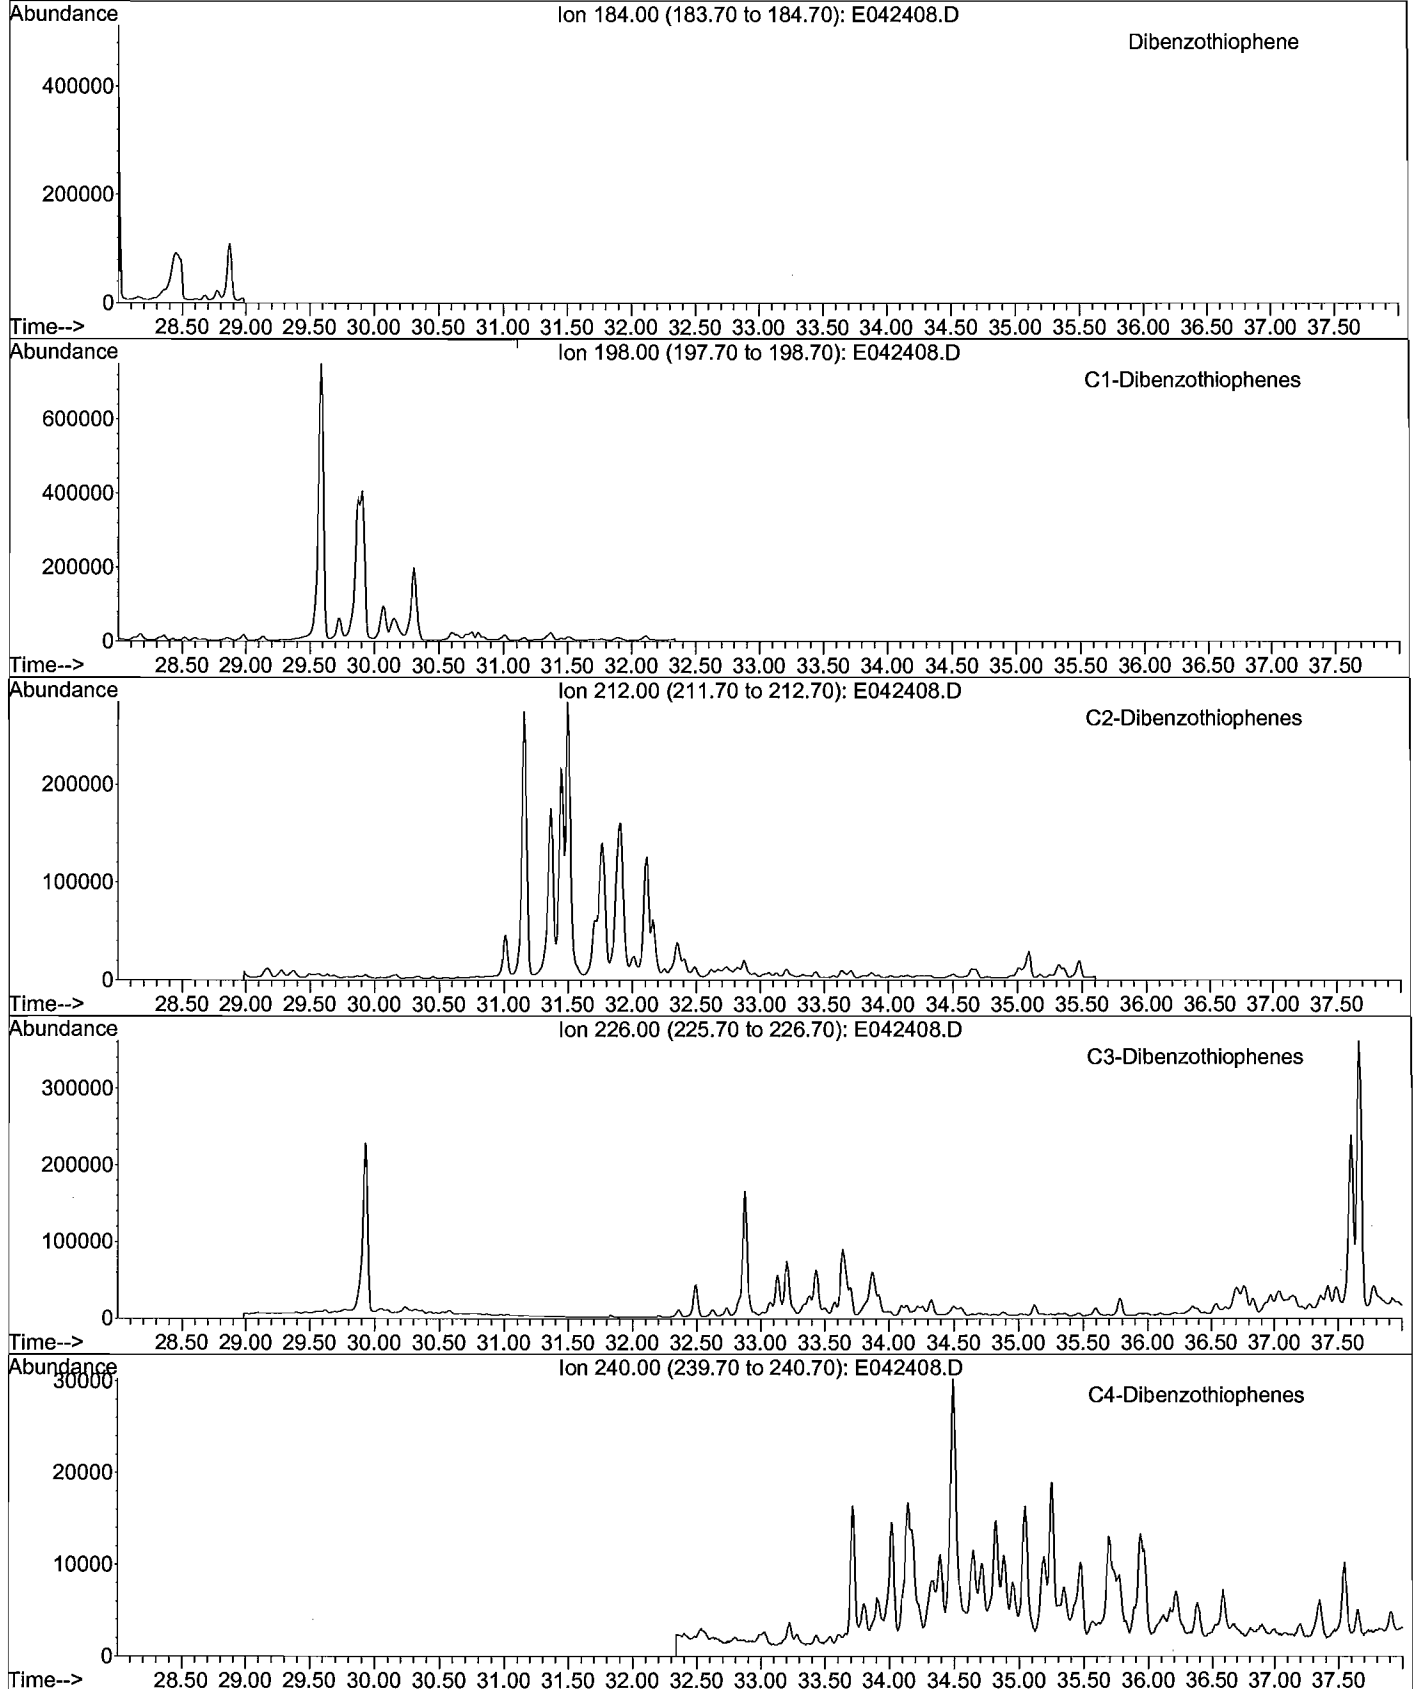 Abundance Ion 184.00 (183.70 to 184.70): E042408.D
Dibenzothiophene
400000
200000
0
Time--> 28.50 29.00 29.50 30.00 30.50 31.00 31.50 32.00 32.50 33.00 33.50 34.00 34.50 35.00 35.50 36.00 36.50 37.00 37.50
Abundance Ion 198.00 (197.70 to 198.70): E042408.D
C1-Dibenzothiophenes
600000
400000
200000
0
Time--> 28.50 29.00 29.50 30.00 30.50 31.00 31.50 32.00 32.50 33.00 33.50 34.00 34.50 35.00 35.50 36.00 36.50 37.00 37.50
Abundance Ion 212.00 (211.70 to 212.70): E042408.D
C2-Dibenzothiophenes
200000
100000
0
Time--> 28.50 29.00 29.50 30.00 30.50 31.00 31.50 32.00 32.50 33.00 33.50 34.00 34.50 35.00 35.50 36.00 36.50 37.00 37.50
Abundance Ion 226.00 (225.70 to 226.70): E042408.D
C3-Dibenzothiophenes
300000
200000
100000
0
Time--> 28.50 29.00 29.50 30.00 30.50 31.00 31.50 32.00 32.50 33.00 33.50 34.00 34.50 35.00 35.50 36.00 36.50 37.00 37.50
Abundance Ion 240.00 (239.70 to 240.70): E042408.D
30000
C4-Dibenzothiophenes
20000
10000
0
Time--> 28.50 29.00 29.50 30.00 30.50 31.00 31.50 32.00 32.50 33.00 33.50 34.00 34.50 35.00 35.50 36.00 36.50 37.00 37.50